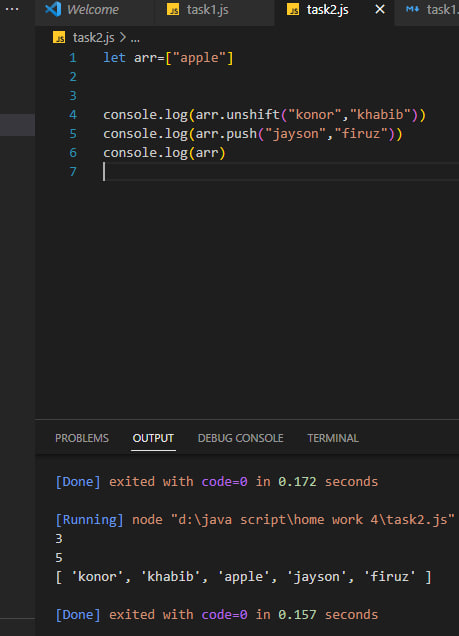 ... Welcome JS task1.js JS task2.js × M↓ task1.
JS task2.js > ...
1 let arr=["apple"]
2
3
4 console.log(arr.unshift("konor","khabib"))
5 console.log(arr.push("jayson","firuz"))
6 console.log(arr)
7
PROBLEMS OUTPUT DEBUG CONSOLE TERMINAL
[Done] exited with code=0 in 0.172 seconds
[Running] node "d:\java script\home work 4\task2.js"
3
5
[ 'konor', 'khabib', 'apple', 'jayson', 'firuz' ]
[Done] exited with code=0 in 0.157 seconds